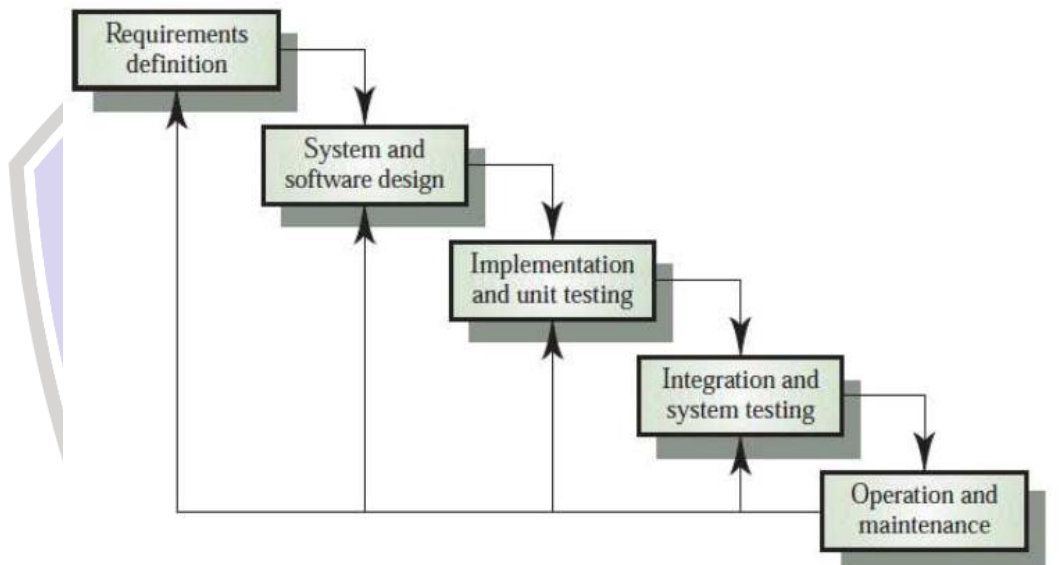 Requirements
definition
System and
software design
Implementation
and unit testing
Integration and
system testing
Operation and
maintenance